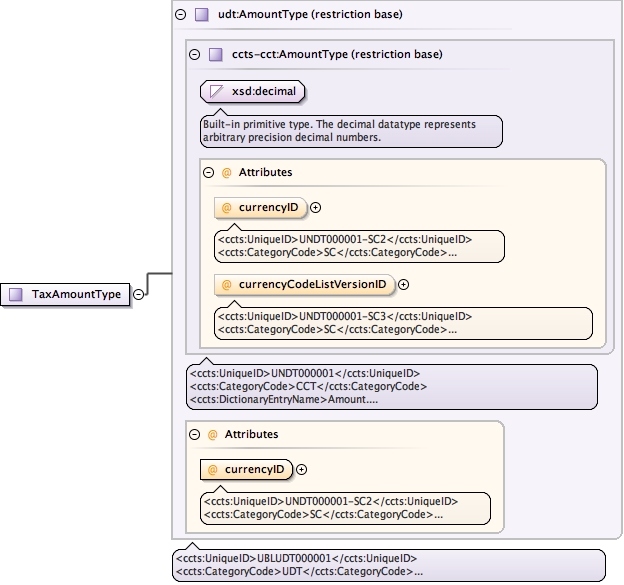 udt:AmountType (restriction base)
ccts-cct:AmountType (restriction base)
xsd:decimal
Built-in primitive type. The decimal datatype represents
arbitrary precision decimal numbers.
@ Attributes
@ currencyID
<ccts:UniqueID>UNDT000001-SC2</ccts:UniqueID>
<ccts:CategoryCode>SC</ccts:CategoryCode>...
@ currencyCodeListVersionID
<ccts:UniqueID>UNDT000001-SC3</ccts:UniqueID>
<ccts:CategoryCode>SC</ccts:CategoryCode>...
TaxAmountType
<ccts:UniqueID>UNDT000001</ccts:UniqueID>
<ccts:CategoryCode>CCT</ccts:CategoryCode>
<ccts:DictionaryEntryName>Amount....
@ Attributes
@ currencyID
<ccts:UniqueID>UNDT000001-SC2</ccts:UniqueID>
<ccts:CategoryCode>SC</ccts:CategoryCode>...
<ccts:UniqueID>UBLUDT000001</ccts:UniqueID>
<ccts:CategoryCode>UDT</ccts:CategoryCode>...